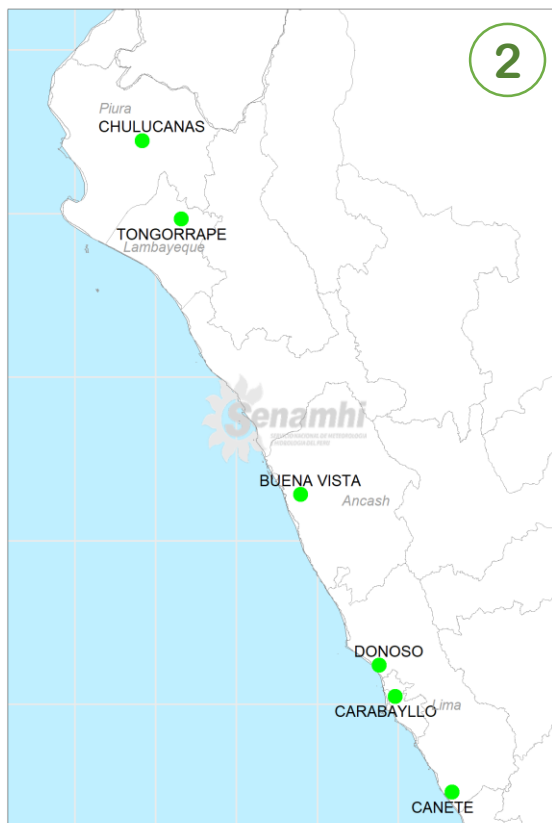 2
Piura
CHULUCANAS
TONGORRAPE
Lambayeque
Senamhi
BUENA VISTA
Ancash
DONOSO
CARABAYLLO
Lima
CANETE